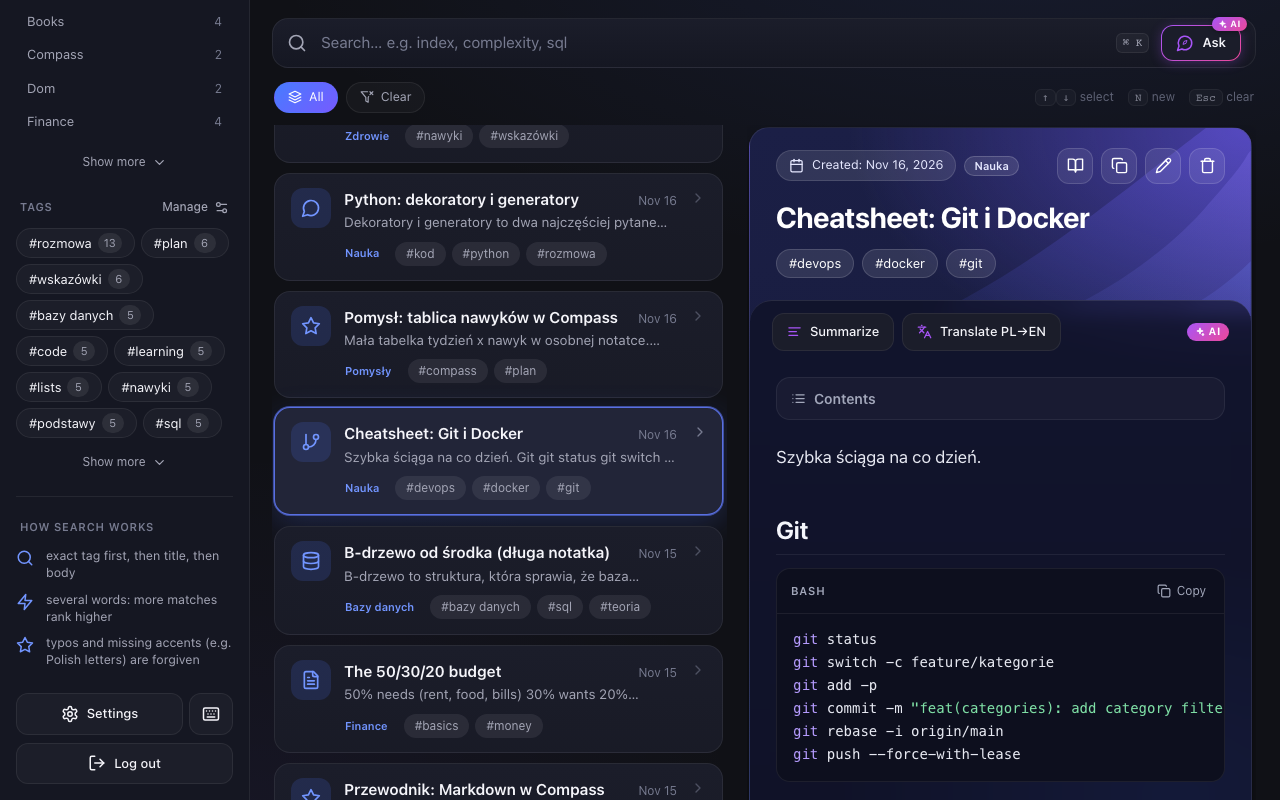 Books 4
Compass 2
Dom 2
Finance 4
Show more
TAGS Manage
#rozmowa 13 #plan 6
#wskazówki 6
#bazy danych 5
#code 5 #learning 5
#lists 5 #nawyki 5
#podstawy 5 #sql 5
Show more
HOW SEARCH WORKS
exact tag first, then title, then
body
several words: more matches
rank higher
typos and missing accents (e.g.
Polish letters) are forgiven
Settings
Log out
Search... e.g. index, complexity, sql ⌘ K Ask AI
All Clear ↑ ↓ select N new Esc clear
Zdrowie #nawyki #wskazówki
Python: dekoratory i generatory Nov 16
Dekoratory i generatory to dwa najczęściej pytane...
Nauka #kod #python #rozmowa
Pomysł: tablica nawyków w Compass Nov 16
Mała tabelka tydzień x nawyk w osobnej notatce....
Pomysły #compass #plan
Cheatsheet: Git i Docker Nov 16
Szybka ściąga na co dzień. Git git status git switch ...
Nauka #devops #docker #git
B-drzewo od środka (długa notatka) Nov 15
B-drzewo to struktura, która sprawia, że baza...
Bazy danych #bazy danych #sql #teoria
The 50/30/20 budget Nov 15
50% needs (rent, food, bills) 30% wants 20%...
Finance #basics #money
Przewodnik: Markdown w Compass Nov 15
Created: Nov 16, 2026 Nauka
Cheatsheet: Git i Docker
#devops #docker #git
Summarize Translate PL→EN AI
Contents
Szybka ściąga na co dzień.
Git
BASH Copy
git status
git switch -c feature/kategorie
git add -p
git commit -m "feat(categories): add category filte
git rebase -i origin/main
git push --force-with-lease